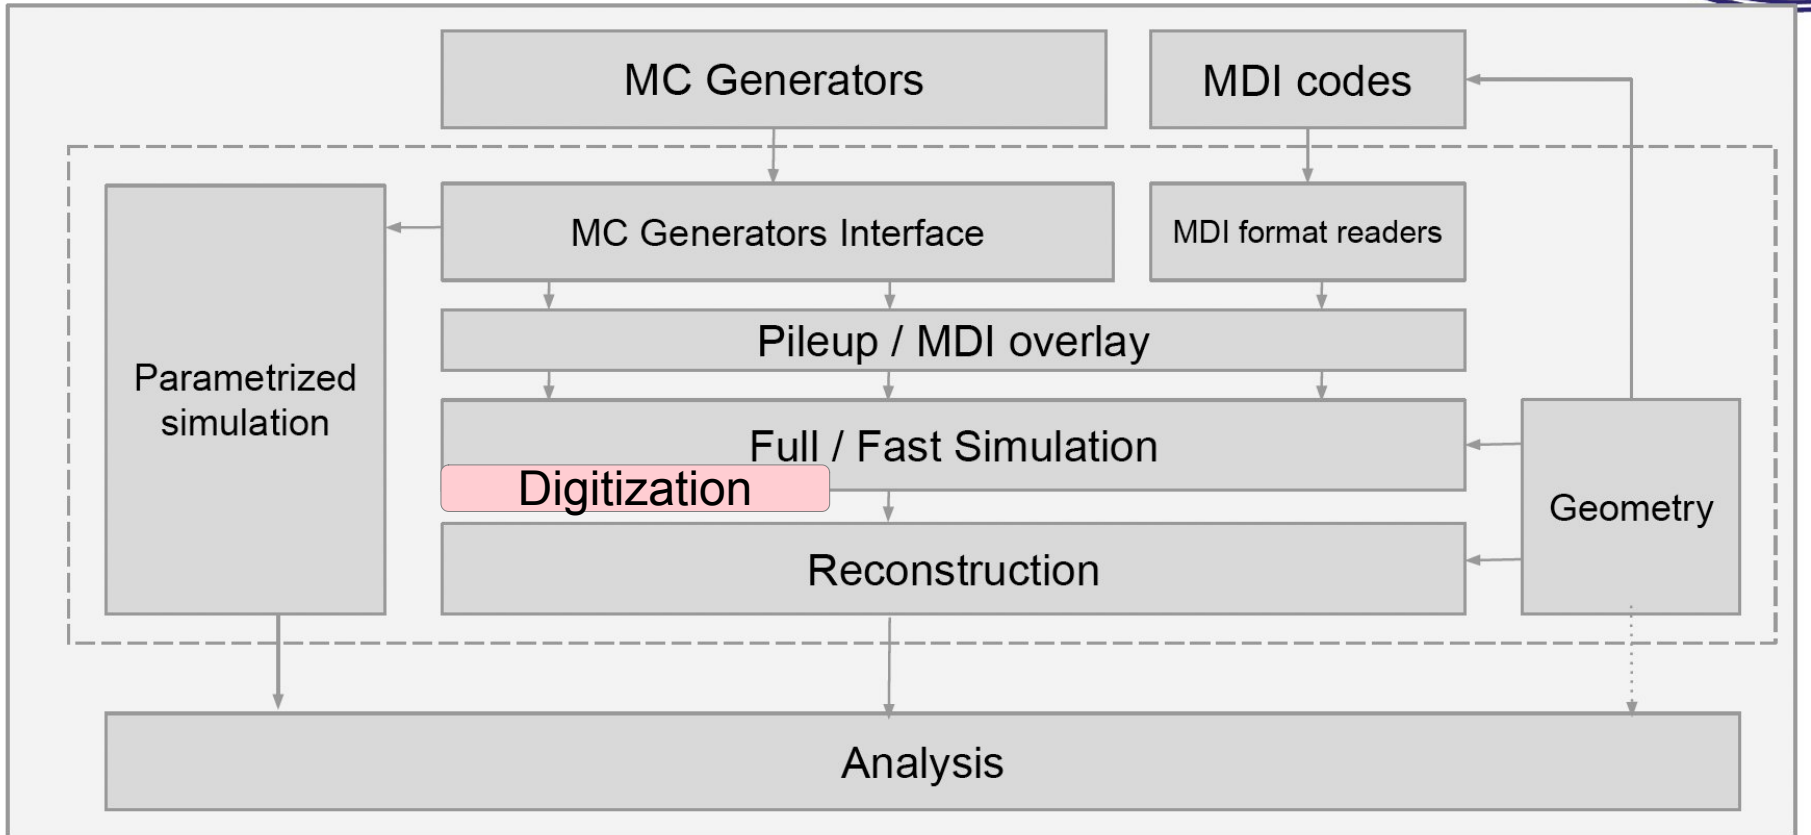 MC Generators
MDI codes
MC Generators Interface
MDI format readers
Pileup / MDI overlay
Parametrized
simulation
Full / Fast Simulation
Digitization
Geometry
Reconstruction
Analysis